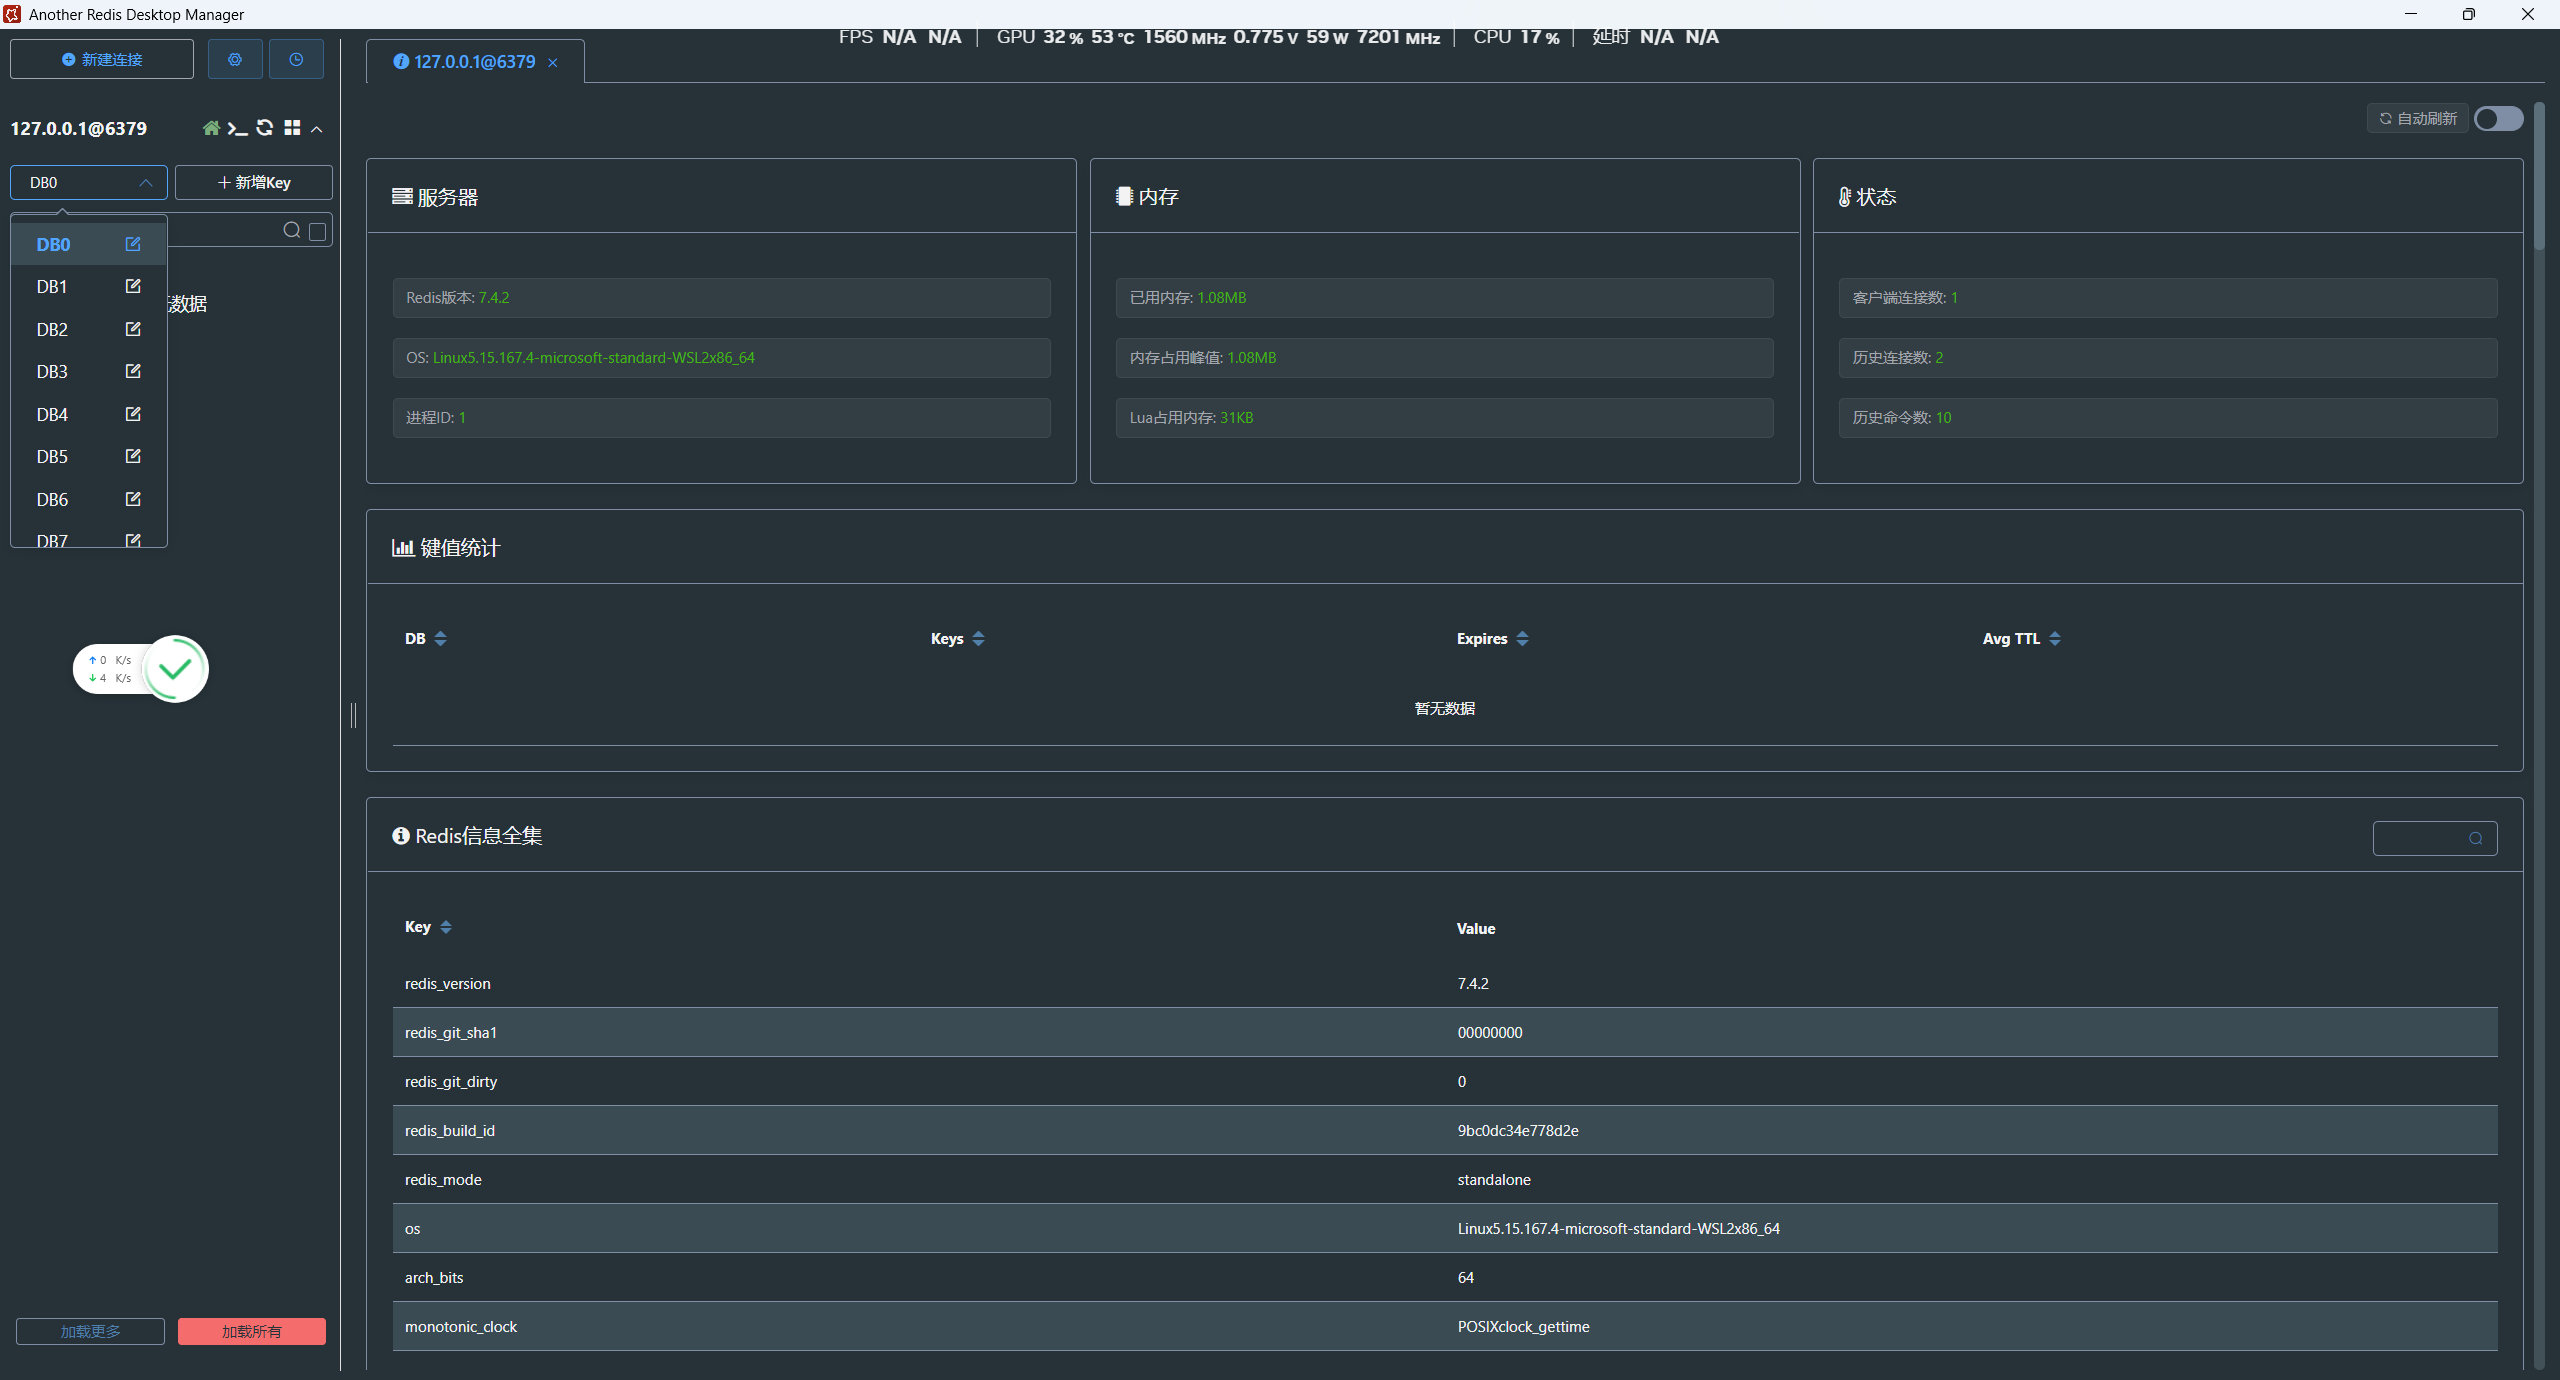 Another Redis Desktop Manager
FPS N/A N/A | GPU 32 % 53 °C 1560 MHz 0.775 V 59 W 7201 MHz | CPU 17 % | 延时 N/A N/A
新建连接
127.0.0.1@6379
127.0.0.1@6379
自动刷新
DB0
新增Key
DB0
DB1
DB2
DB3
DB4
DB5
DB6
DB7
数据
0 K/s
4 K/s
加载更多
加载所有
服务器
Redis版本: 7.4.2
OS: Linux5.15.167.4-microsoft-standard-WSL2x86_64
进程ID: 1
内存
已用内存: 1.08MB
内存占用峰值: 1.08MB
Lua占用内存: 31KB
状态
客户端连接数: 1
历史连接数: 2
历史命令数: 10
键值统计
DB Keys Expires Avg TTL
暂无数据
Redis信息全集
Key Value
redis_version 7.4.2
redis_git_sha1 00000000
redis_git_dirty 0
redis_build_id 9bc0dc34e778d2e
redis_mode standalone
os Linux5.15.167.4-microsoft-standard-WSL2x86_64
arch_bits 64
monotonic_clock POSIXclock_gettime